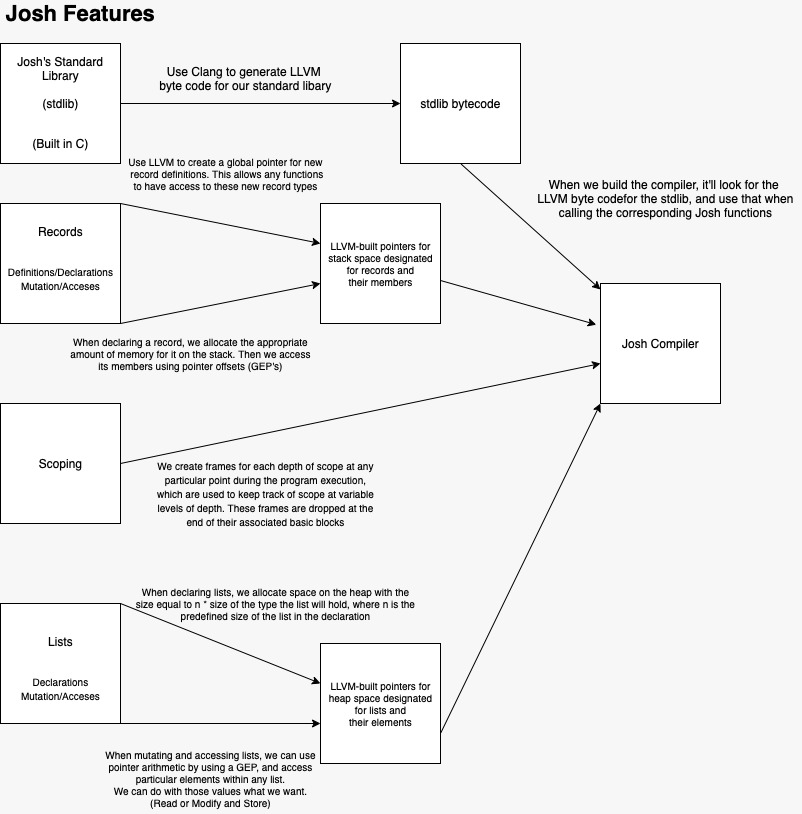 Josh Features
Josh's Standard
Library
(stdlib)
(Built in C)
Use Clang to generate LLVM
byte code for our standard libary
stdlib bytecode
Use LLVM to create a global pointer for new
record definitions. This allows any functions
to have access to these new record types
When we build the compiler, it'll look for the
LLVM byte codefor the stdlib, and use that when
calling the corresponding Josh functions
Records
Definitions/Declarations
Mutation/Acceses
LLVM-built pointers for
stack space designated
for records and
their members
When declaring a record, we allocate the appropriate
amount of memory for it on the stack. Then we access
its members using pointer offsets (GEP's)
Josh Compiler
Scoping
We create frames for each depth of scope at any
particular point during the program execution,
which are used to keep track of scope at variable
levels of depth. These frames are dropped at the
end of their associated basic blocks
When declaring lists, we allocate space on the heap with the
size equal to n * size of the type the list will hold, where n is the
predefined size of the list in the declaration
Lists
Declarations
Mutation/Acceses
LLVM-built pointers for
heap space designated
for lists and
their elements
When mutating and accessing lists, we can use
pointer arithmetic by using a GEP, and access
particular elements within any list.
We can do with those values what we want.
(Read or Modify and Store)